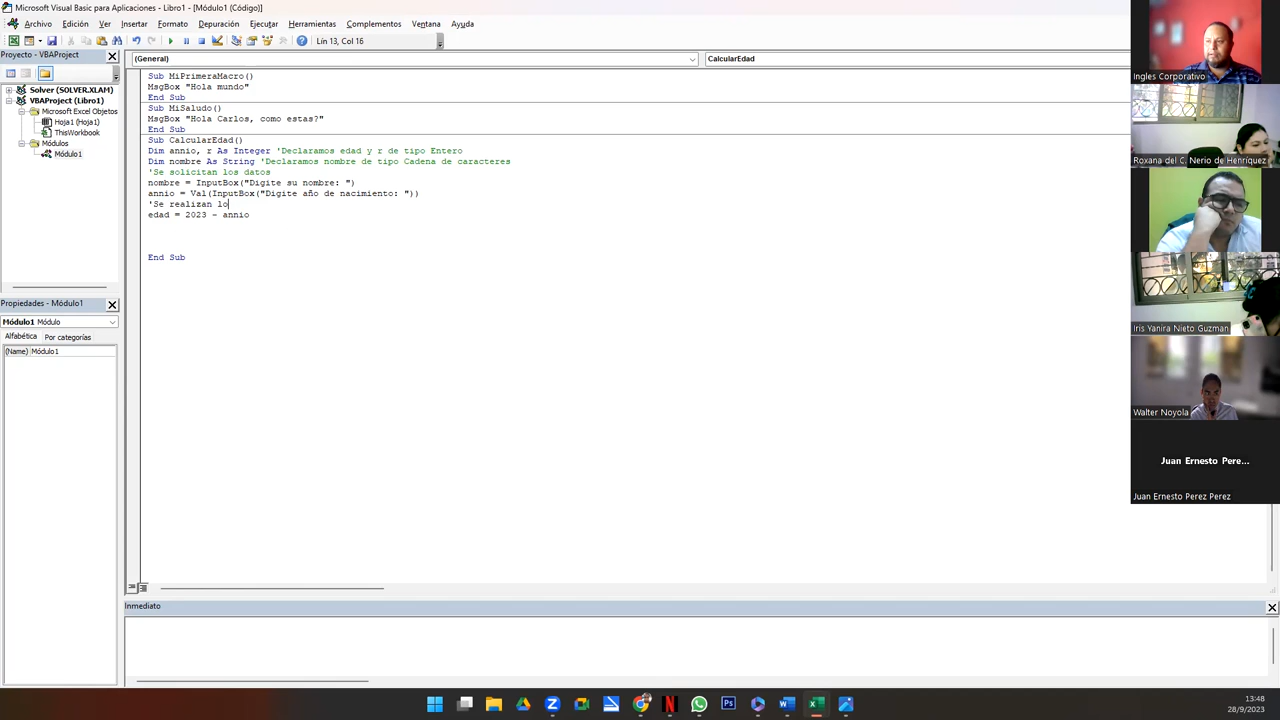 Microsoft Visual Basic para Aplicaciones - Libro1 - [Módulo1 (Código)]
Archivo Edición Ver Insertar Formato Depuración Ejecutar Herramientas Complementos Ventana Ayuda
Lín 13, Col 16
Proyecto - VBAProject
Solver (SOLVER.XLAM)
VBAProject (Libro1)
Microsoft Excel Objetos
Hoja1 (Hoja1)
ThisWorkbook
Módulos
Módulo1
Propiedades - Módulo1
Módulo1 Módulo
Alfabética Por categorías
(Name) Módulo1
(General) CalcularEdad
Sub MiPrimeraMacro()
MsgBox "Hola mundo"
End Sub
Sub MiSaludo()
MsgBox "Hola Carlos, como estas?"
End Sub
Sub CalcularEdad()
Dim annio, r As Integer 'Declaramos edad y r de tipo Entero
Dim nombre As String 'Declaramos nombre de tipo Cadena de caracteres
'Se solicitan los datos
nombre = InputBox("Digite su nombre: ")
annio = Val(InputBox("Digite año de nacimiento: "))
'Se realizan lo
edad = 2023 - annio
End Sub
Inmediato
Ingles Corporativo
Roxana del C. Nerio de Henríquez
Iris Yanira Nieto Guzman
Walter Noyola
Juan Ernesto Pere...
Juan Ernesto Perez Perez
13:48
28/9/2023